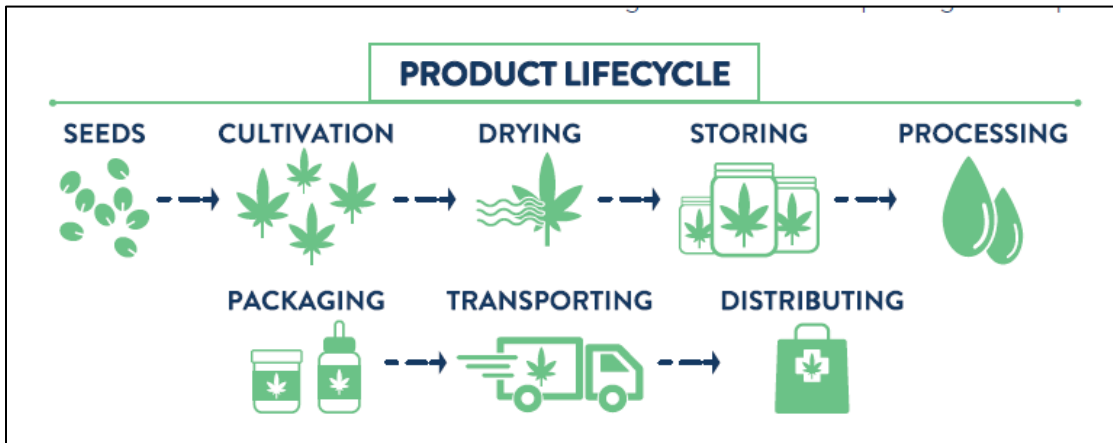 PRODUCT LIFECYCLE
SEEDS CULTIVATION DRYING STORING PROCESSING
PACKAGING TRANSPORTING DISTRIBUTING